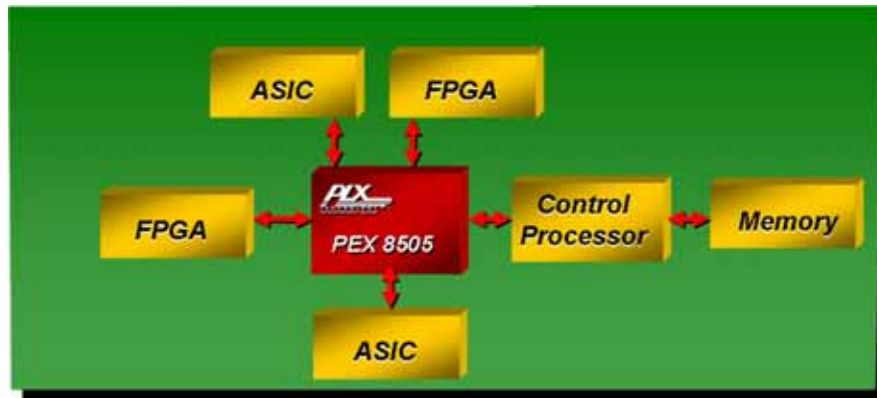 ASIC
FPGA
FPGA
PLX
PEX 8505
Control
Processor
Memory
ASIC